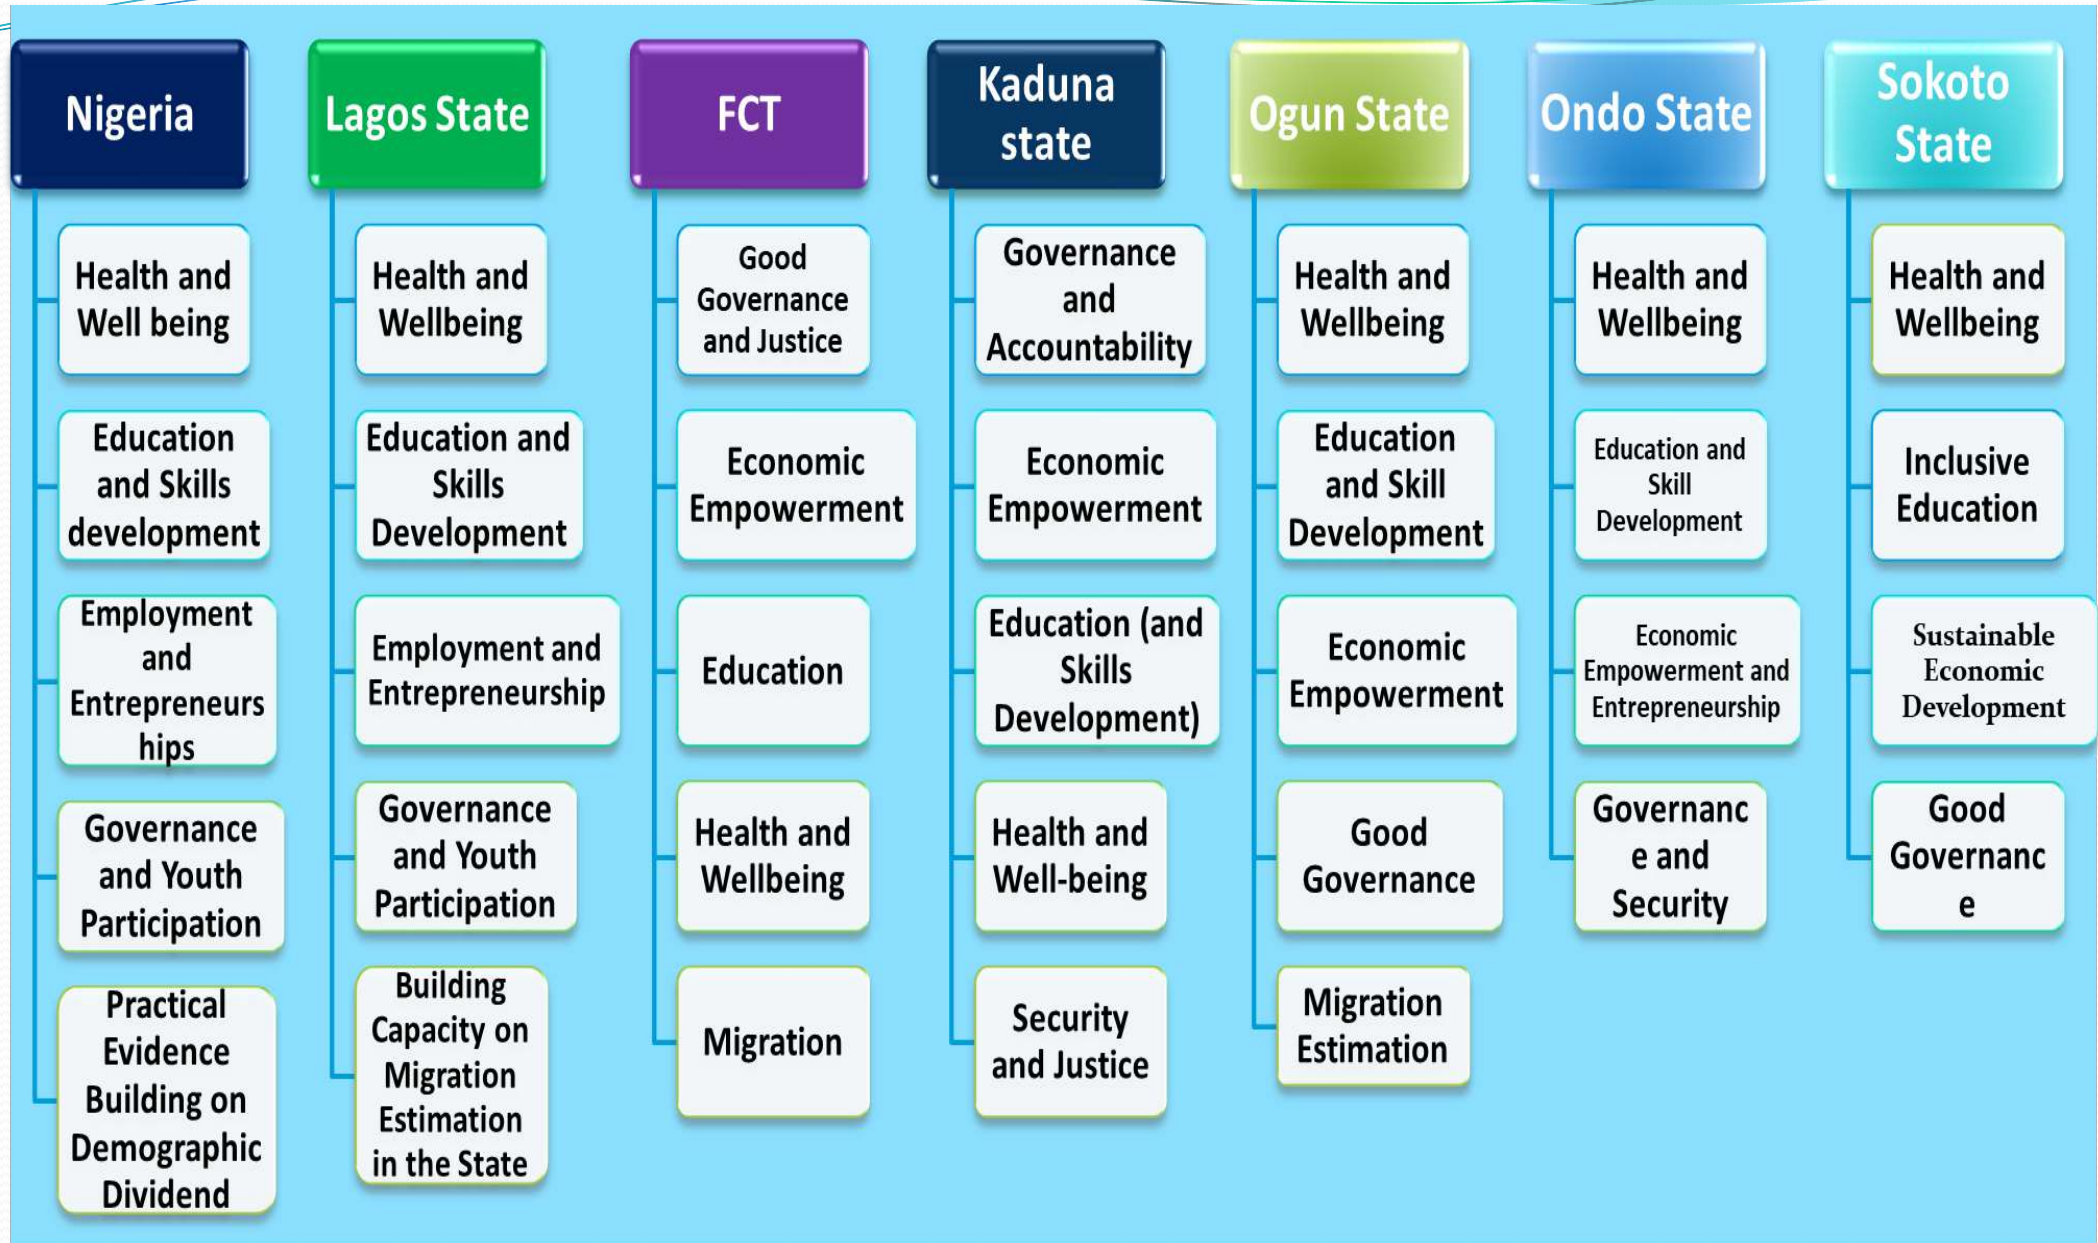 Nigeria
Health and
Well being
Education
and Skills
development
Employment
and
Entrepreneurs
hips
Governance
and Youth
Participation
Practical
Evidence
Building on
Demographic
Dividend
Lagos State
Health and
Wellbeing
Education and
Skills
Development
Employment and
Entrepreneurship
Governance
and Youth
Participation
Building
Capacity on
Migration
Estimation
in the State
FCT
Good
Governance
and Justice
Economic
Empowerment
Education
Health and
Wellbeing
Migration
Kaduna
state
Governance
and
Accountability
Economic
Empowerment
Education (and
Skills
Development)
Health and
Well-being
Security
and Justice
Ogun State
Health and
Wellbeing
Education
and Skill
Development
Economic
Empowerment
Good
Governance
Migration
Estimation
Ondo State
Health and
Wellbeing
Education and
Skill
Development
Economic
Empowerment and
Entrepreneurship
Governanc
e and
Security
Sokoto
State
Health and
Wellbeing
Inclusive
Education
Sustainable
Economic
Development
Good
Governanc
e